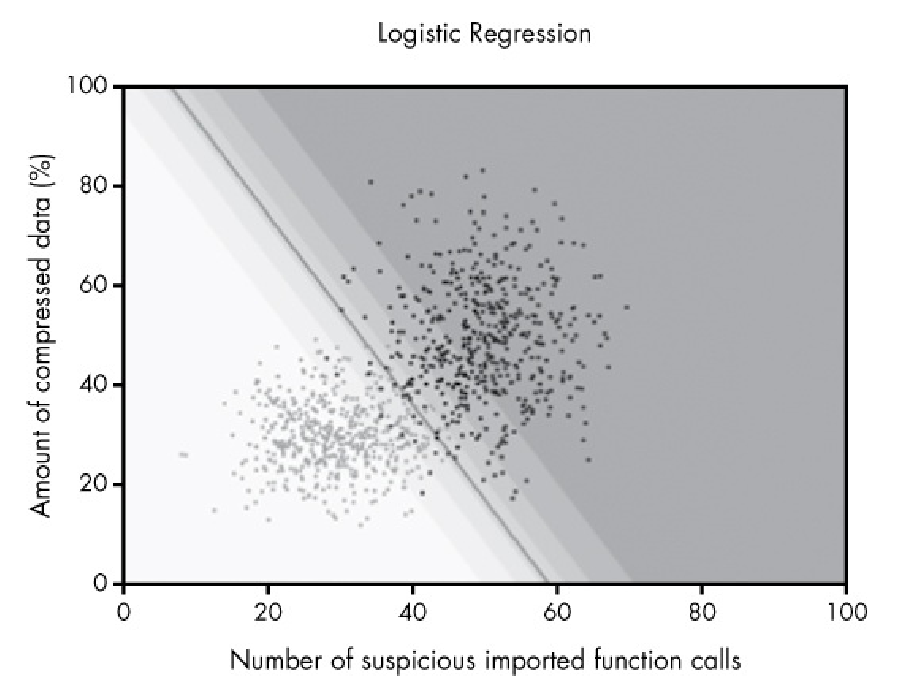 Logistic Regression
100
80
60
40
20
0
Amount of compressed data (%)
0 20 40 60 80 100
Number of suspicious imported function calls